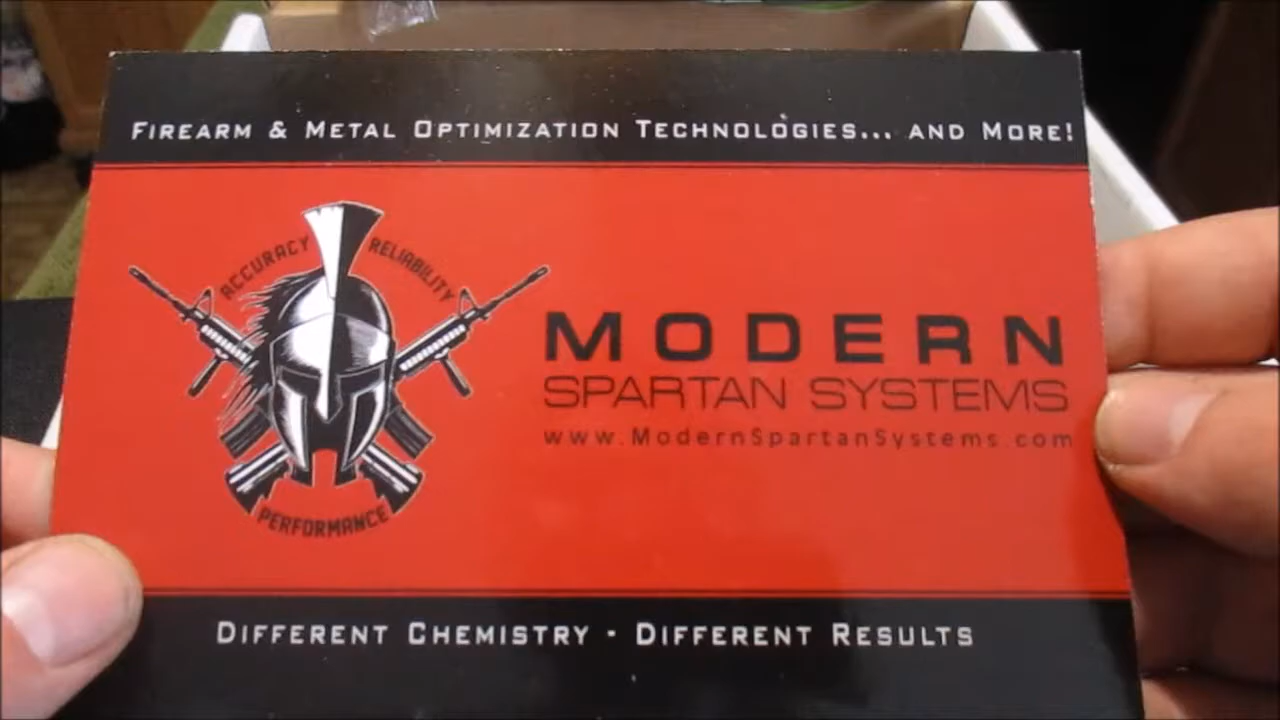 FIREARM & METAL OPTIMIZATION TECHNOLOGIES... AND MORE!
ACCURACY RELIABILITY
MODERN
SPARTAN SYSTEMS
www.ModernSpartanSystems.com
PERFORMANCE
DIFFERENT CHEMISTRY - DIFFERENT RESULTS